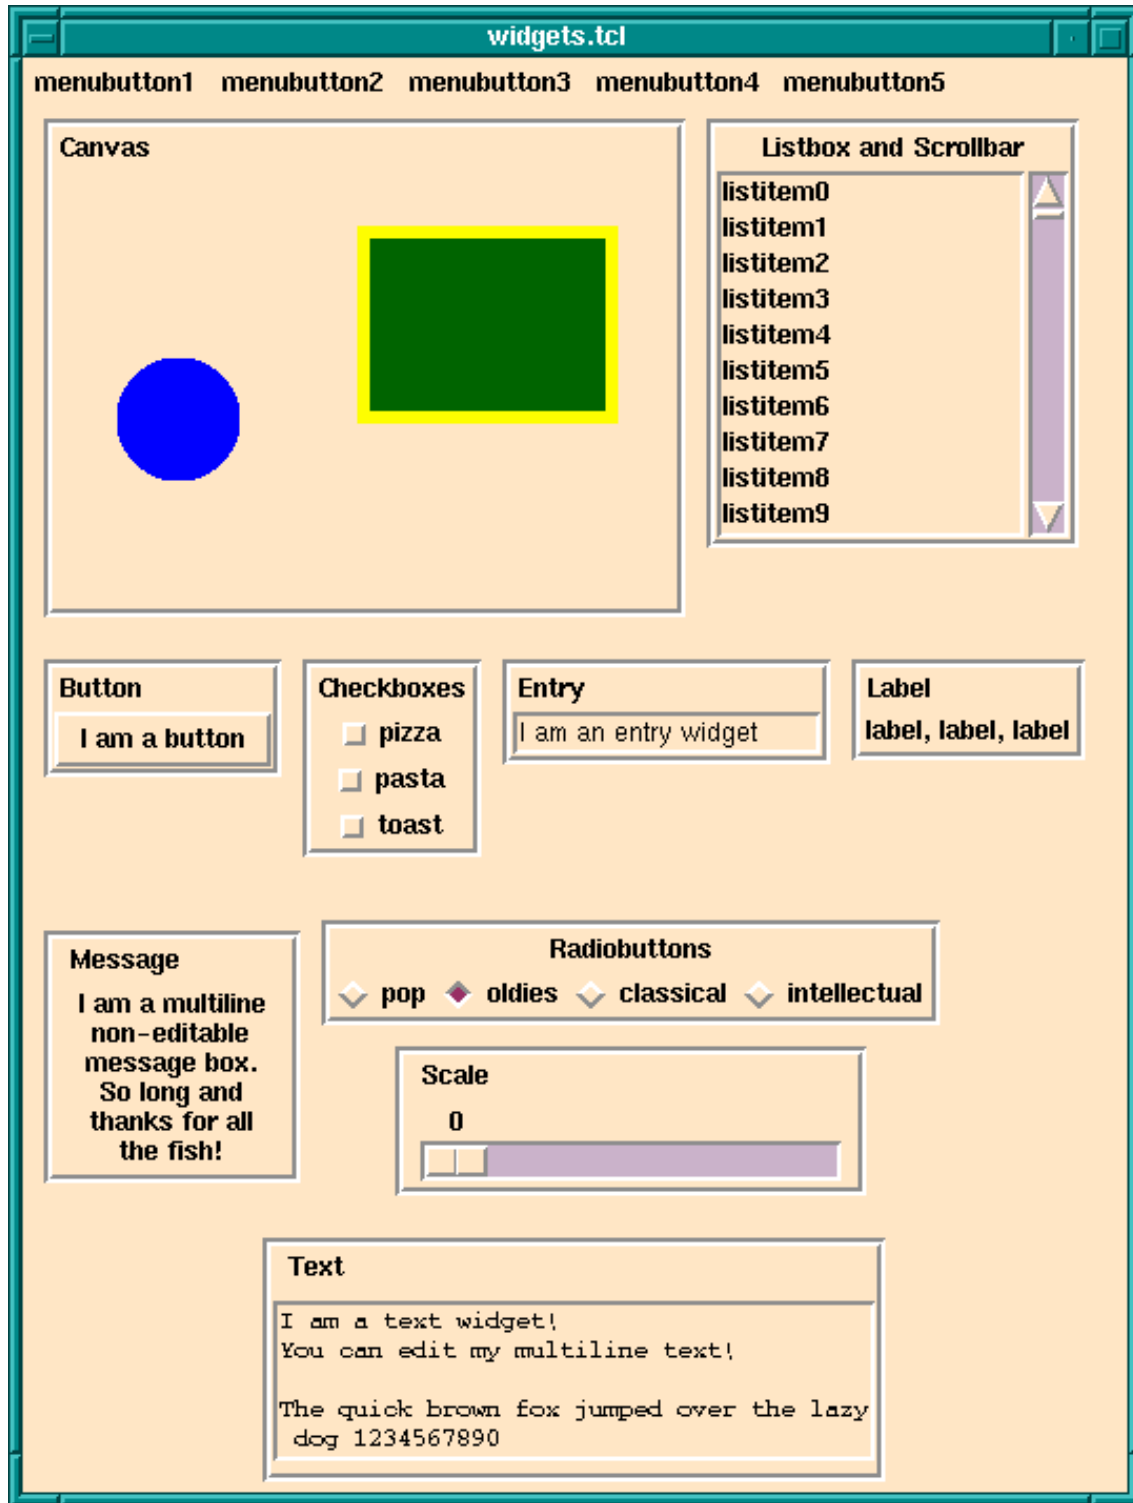 widgets.tcl
menubutton1 menubutton2 menubutton3 menubutton4 menubutton5
Canvas
Listbox and Scrollbar
listitem0
listitem1
listitem2
listitem3
listitem4
listitem5
listitem6
listitem7
listitem8
listitem9
Button
I am a button
Checkboxes
pizza
pasta
toast
Entry
I am an entry widget
Label
label, label, label
Message
I am a multiline
non-editable
message box.
So long and
thanks for all
the fish!
Radiobuttons
pop oldies classical intellectual
Scale
0
Text
I am a text widget!
You can edit my multiline text!
The quick brown fox jumped over the lazy
dog 1234567890